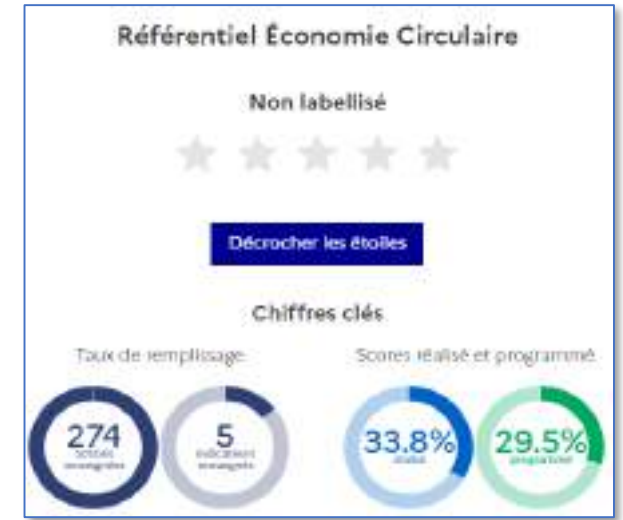 Référentiel Économie Circulaire
Non labellisé
Décrocher les étoiles
Chiffres clés
Taux de remplissage
Scores réalisé et programmé
274
actions
renseignées
5
indicateurs
renseignés
33.8%
réalisé
29.5%
programmé